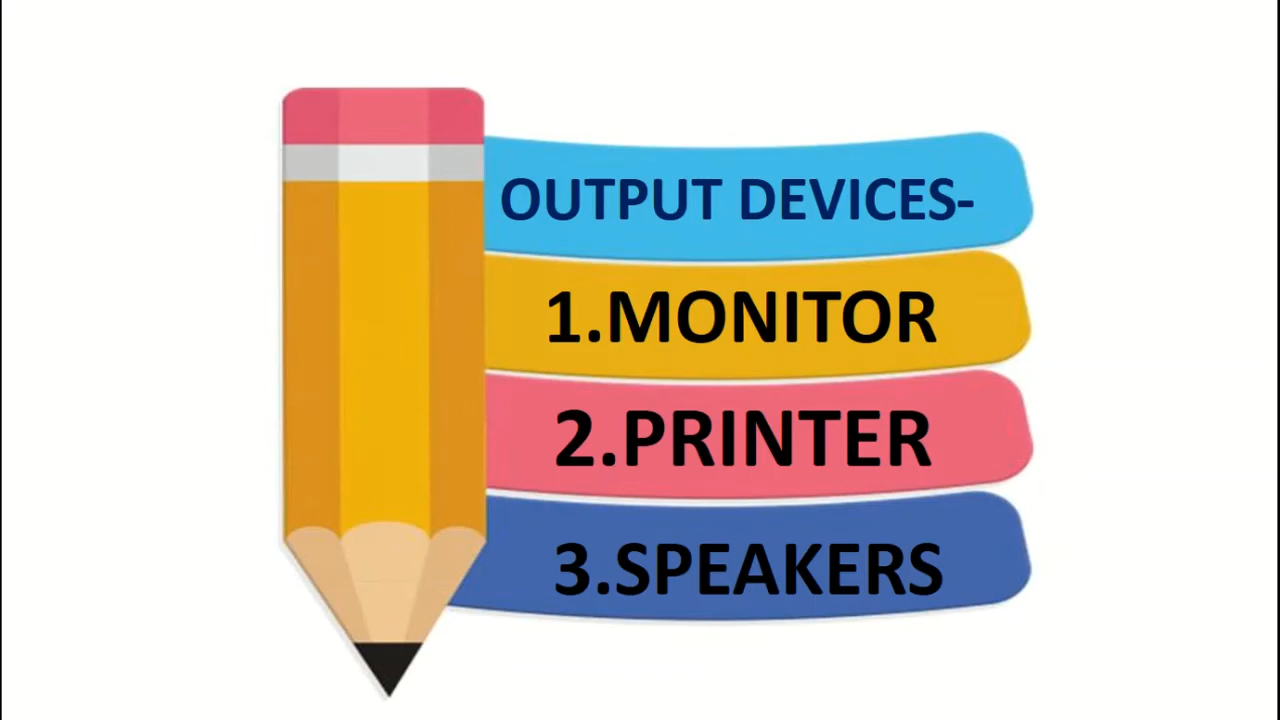 OUTPUT DEVICES-
1.MONITOR
2.PRINTER
3.SPEAKERS